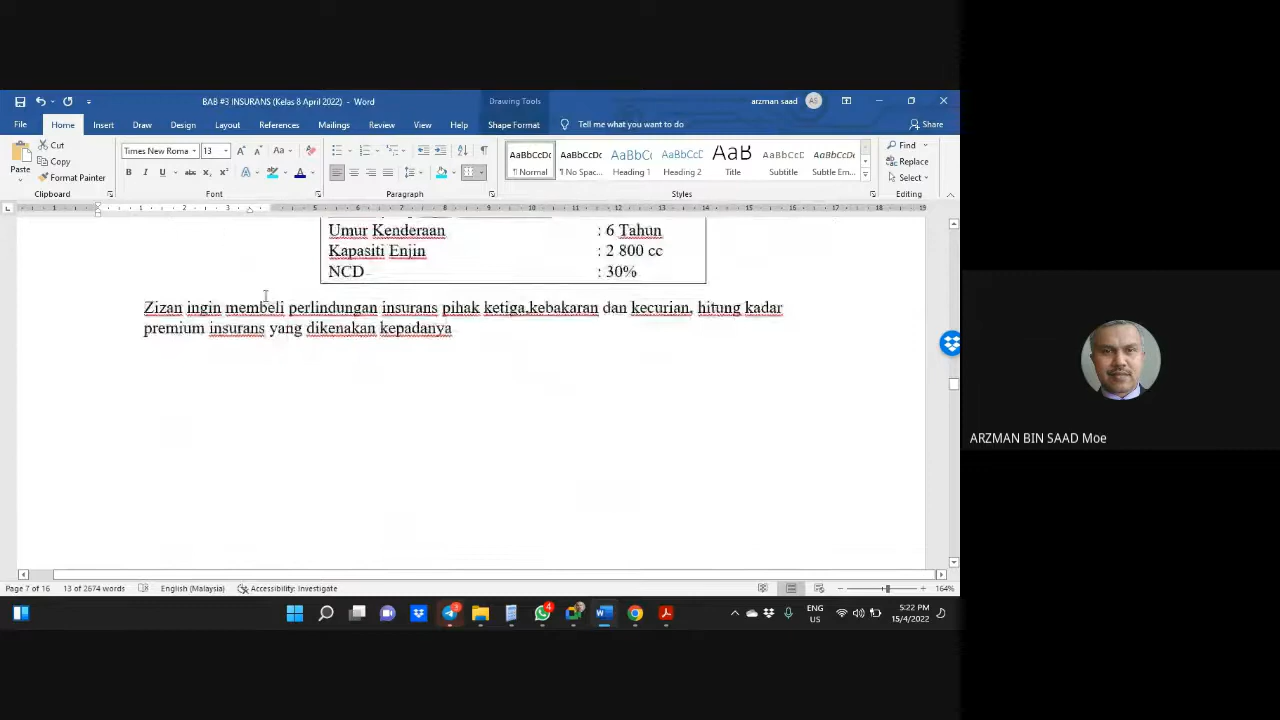 BAB #3 INSURANS (Kelas 8 April 2022) - Word
Drawing Tools
arzman saad
AS
File
Home
Insert
Draw
Design
Layout
References
Mailings
Review
View
Help
Shape Format
Tell me what you want to do
Share
Paste
Cut
Copy
Format Painter
Clipboard
Times New Roma
13
Font
Paragraph
AaBbCcDc
¶ Normal
AaBbCcDc
¶ No Spac...
AaBbCc
Heading 1
AaBbCcC
Heading 2
AaB
Title
AaBbCcC
Subtitle
AaBbCcDc
Subtle Em...
Styles
Find
Replace
Select
Editing
Umur Kenderaan : 6 Tahun
Kapasiti Enjin : 2 800 cc
NCD : 30%
Zizan ingin membeli perlindungan insurans pihak ketiga,kebakaran dan kecurian, hitung kadar
premium insurans yang dikenakan kepadanya
ARZMAN BIN SAAD Moe
Page 7 of 16
13 of 2674 words
English (Malaysia)
Accessibility: Investigate
164%
ENG
US
5:22 PM
15/4/2022